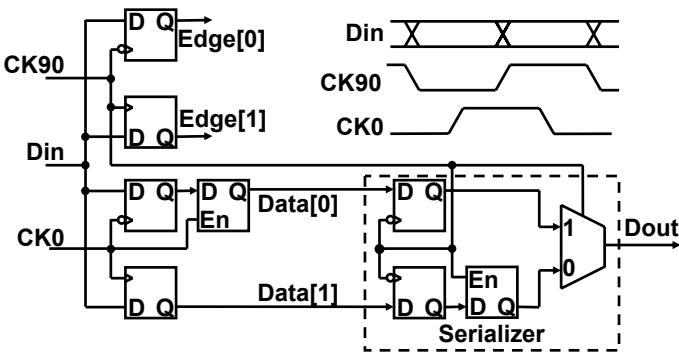 D Q
Edge[0]
Din
CK90
CK90
Edge[1]
D Q
CK0
Din
D Q
D Q
En
Data[0]
D Q
1
Dout
CK0
0
En
D Q
Data[1]
D Q
D Q
Serializer